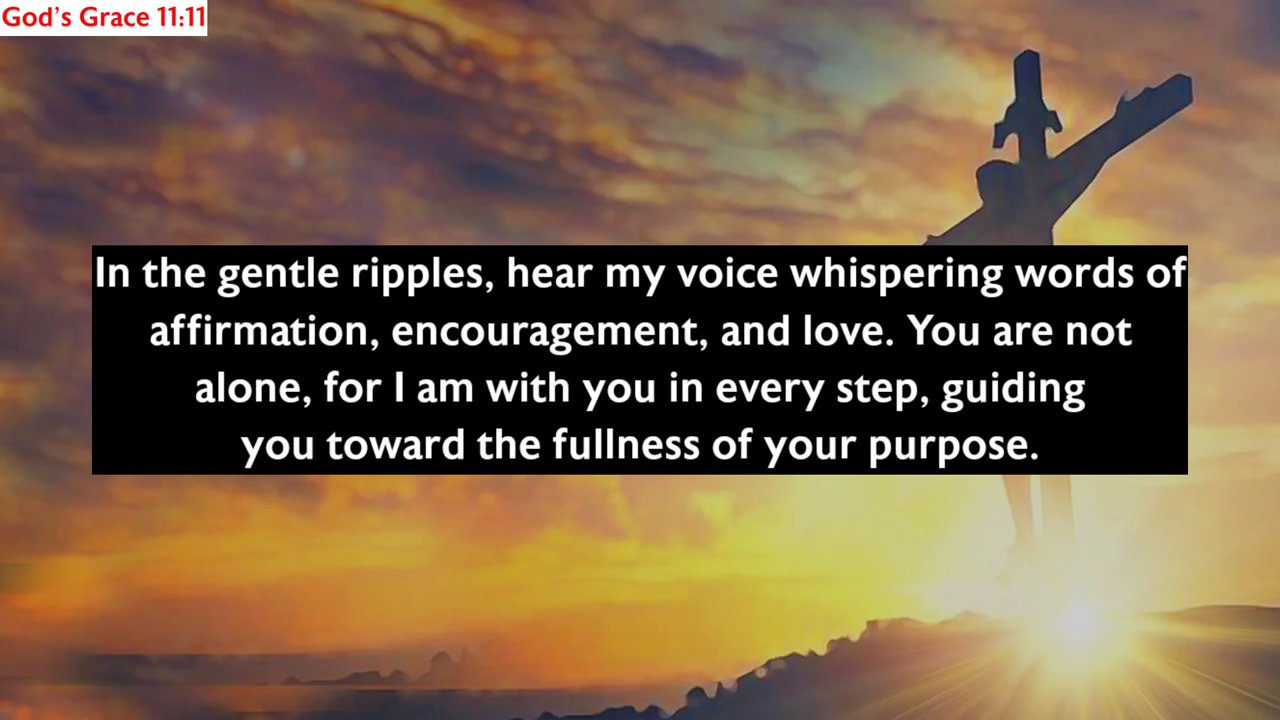 God's Grace 11:11
In the gentle ripples, hear my voice whispering words of
affirmation, encouragement, and love. You are not
alone, for I am with you in every step, guiding
you toward the fullness of your purpose.